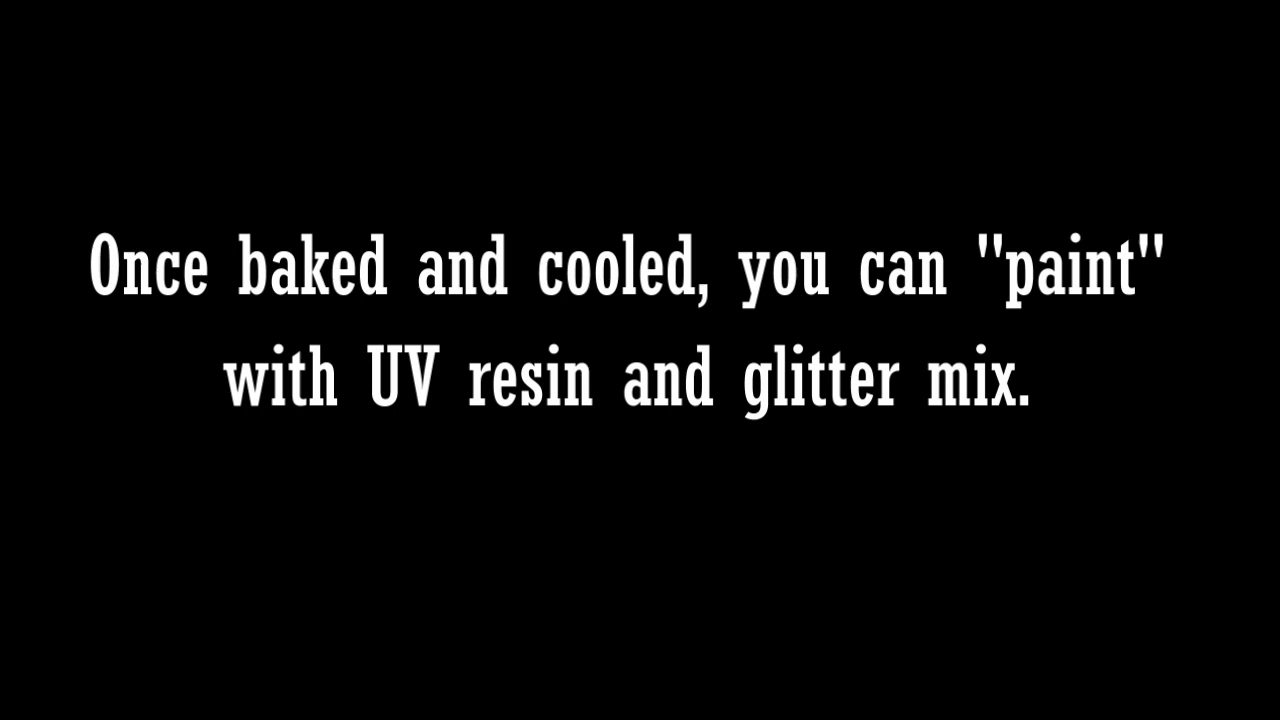 Once baked and cooled, you can "paint"
with UV resin and glitter mix.